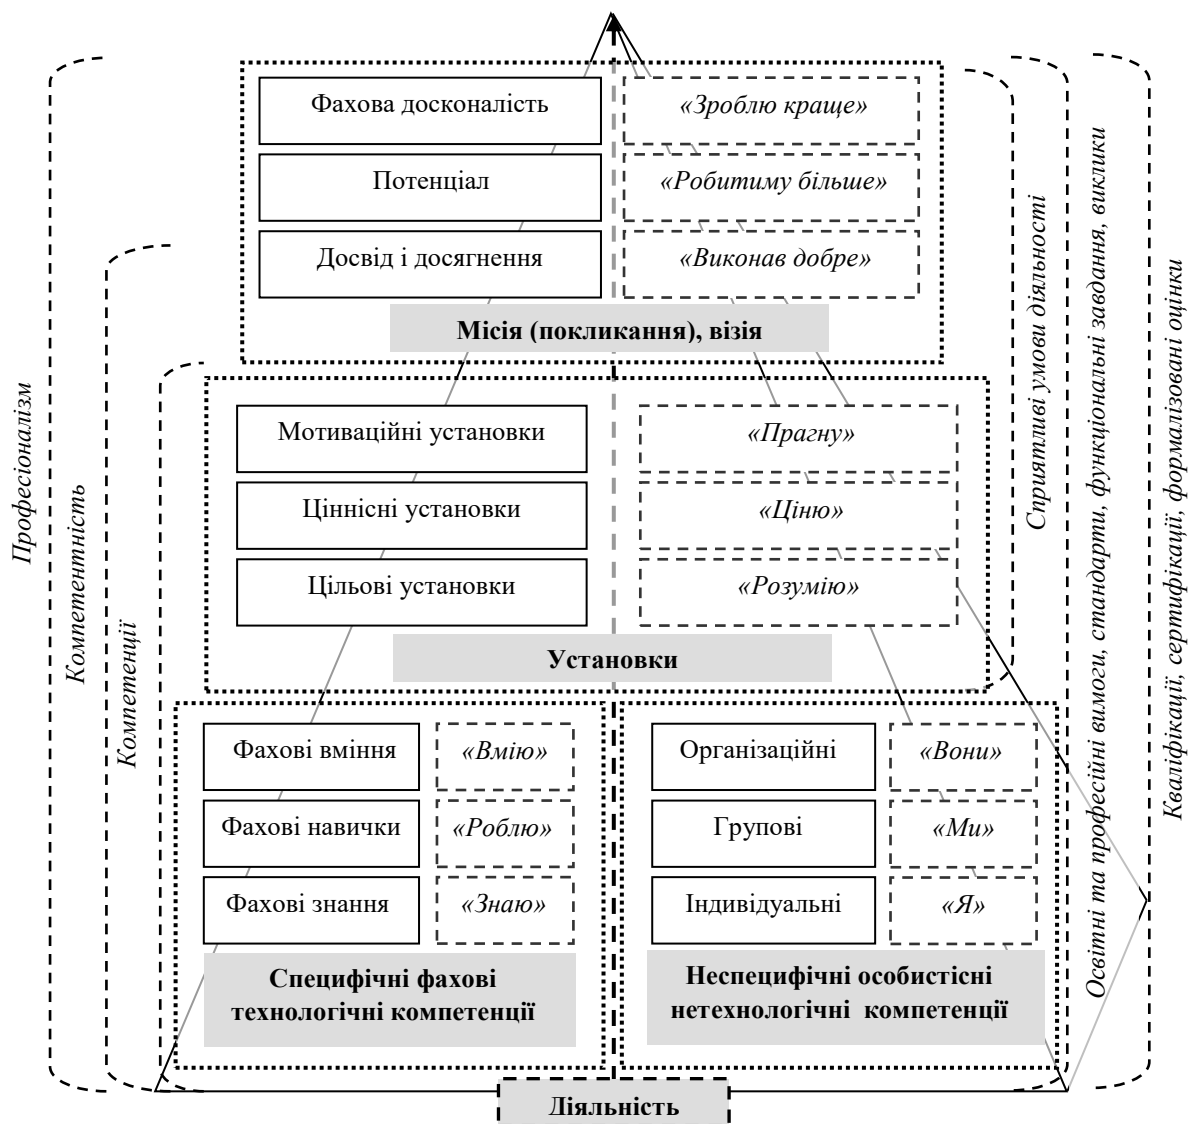 Фахова досконалість
«Зроблю краще»
Потенціал
«Робитиму більше»
Досвід і досягнення
«Виконав добре»
Місія (покликання), візія
Мотиваційні установки
«Прагну»
Ціннісні установки
«Ціню»
Цільові установки
«Розумію»
Установки
Фахові вміння
«Вмію»
Організаційні
«Вони»
Фахові навички
«Роблю»
Групові
«Ми»
Фахові знання
«Знаю»
Індивідуальні
«Я»
Специфічні фахові
технологічні компетенції
Неспецифічні особистісні
нетехнологічні компетенції
Діяльність
Професіоналізм
Компетентність
Компетенції
Сприятливі умови діяльності
Освітні та професійні вимоги, стандарти, функціональні завдання, виклики
Кваліфікації, сертифікації, формалізовані оцінки